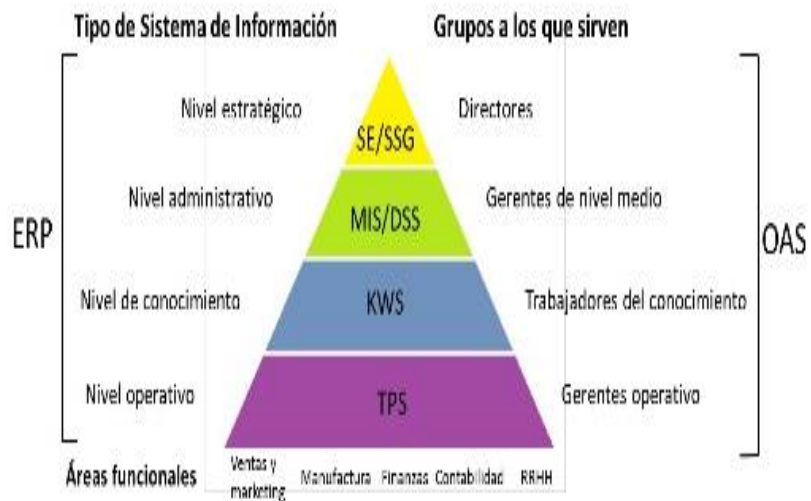 Tipo de Sistema de Información
Grupos a los que sirven
Nivel estratégico
SE/SSG
Directores
Nivel administrativo
MIS/DSS
Gerentes de nivel medio
ERP
OAS
Nivel de conocimiento
KWS
Trabajadores del conocimiento
Nivel operativo
TPS
Gerentes operativo
Áreas funcionales
Ventas y
marketing
Manufactura
Finanzas
Contabilidad
RRHH